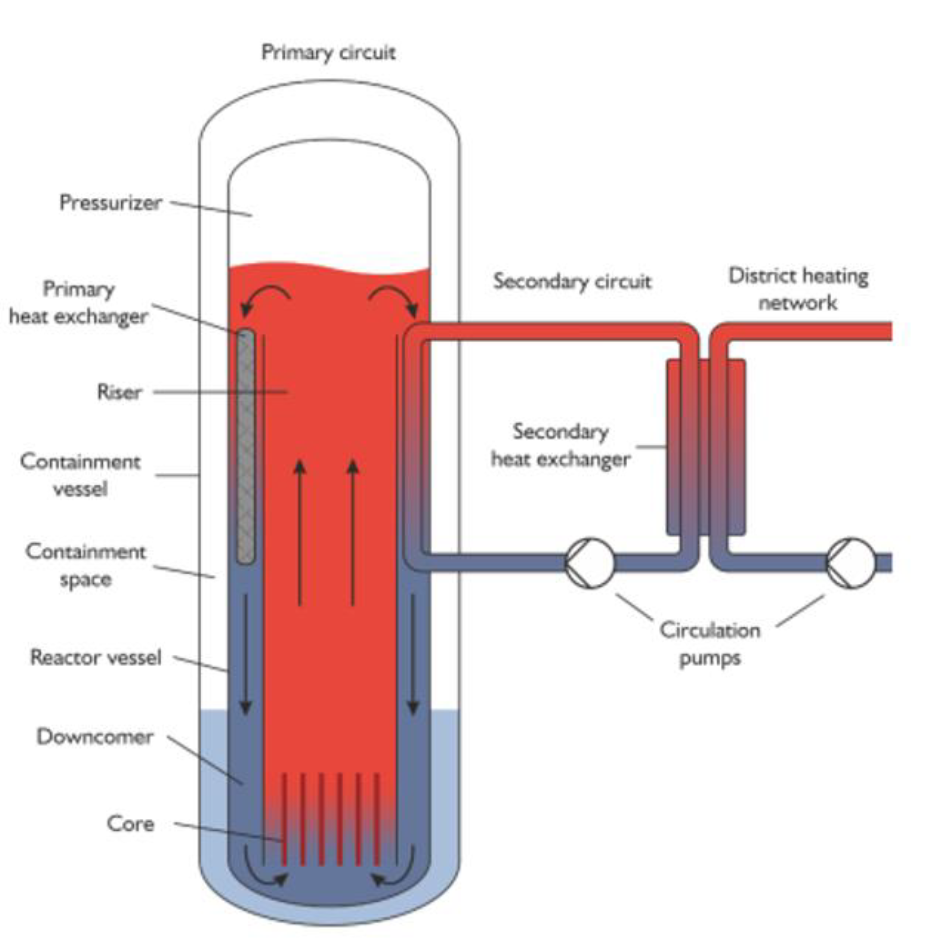 Primary circuit
Pressurizer
Primary
heat exchanger
Riser
Containment
vessel
Containment
space
Reactor vessel
Downcomer
Core
Secondary circuit
District heating
network
Secondary
heat exchanger
Circulation
pumps